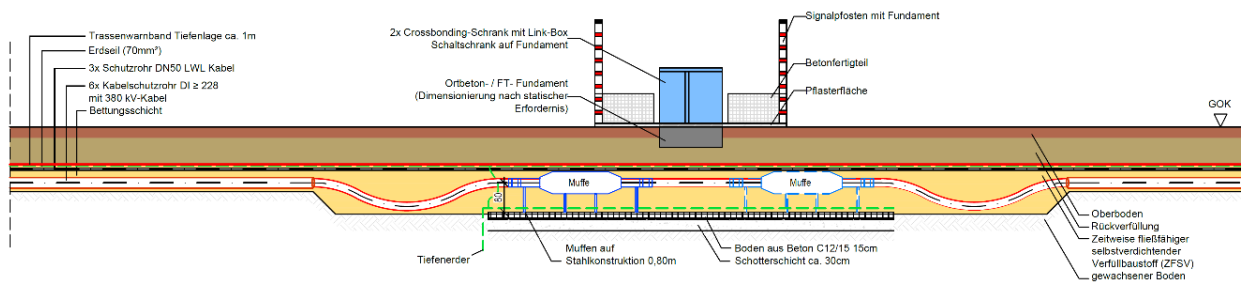 Trassenwarnband Tiefenlage ca. 1m
Erdseil (70mm²)
3x Schutzrohr DN50 LWL Kabel
6x Kabelschutzrohr DI ≥ 228
mit 380 kV-Kabel
Bettungsschicht
2x Crossbonding-Schrank mit Link-Box
Schaltschrank auf Fundament
Ortbeton- / FT- Fundament
(Dimensionierung nach statischer
Erfordernis)
Signalpfosten mit Fundament
Betonfertigteil
Pflasterfläche
GOK
Muffe
Muffe
50
Tiefenerder
Muffen auf
Stahlkonstruktion 0,80m
Boden aus Beton C12/15 15cm
Schotterschicht ca. 30cm
Oberboden
Rückverfüllung
Zeitweise fließfähiger
selbstverdichtender
Verfüllbaustoff (ZFSV)
gewachsener Boden